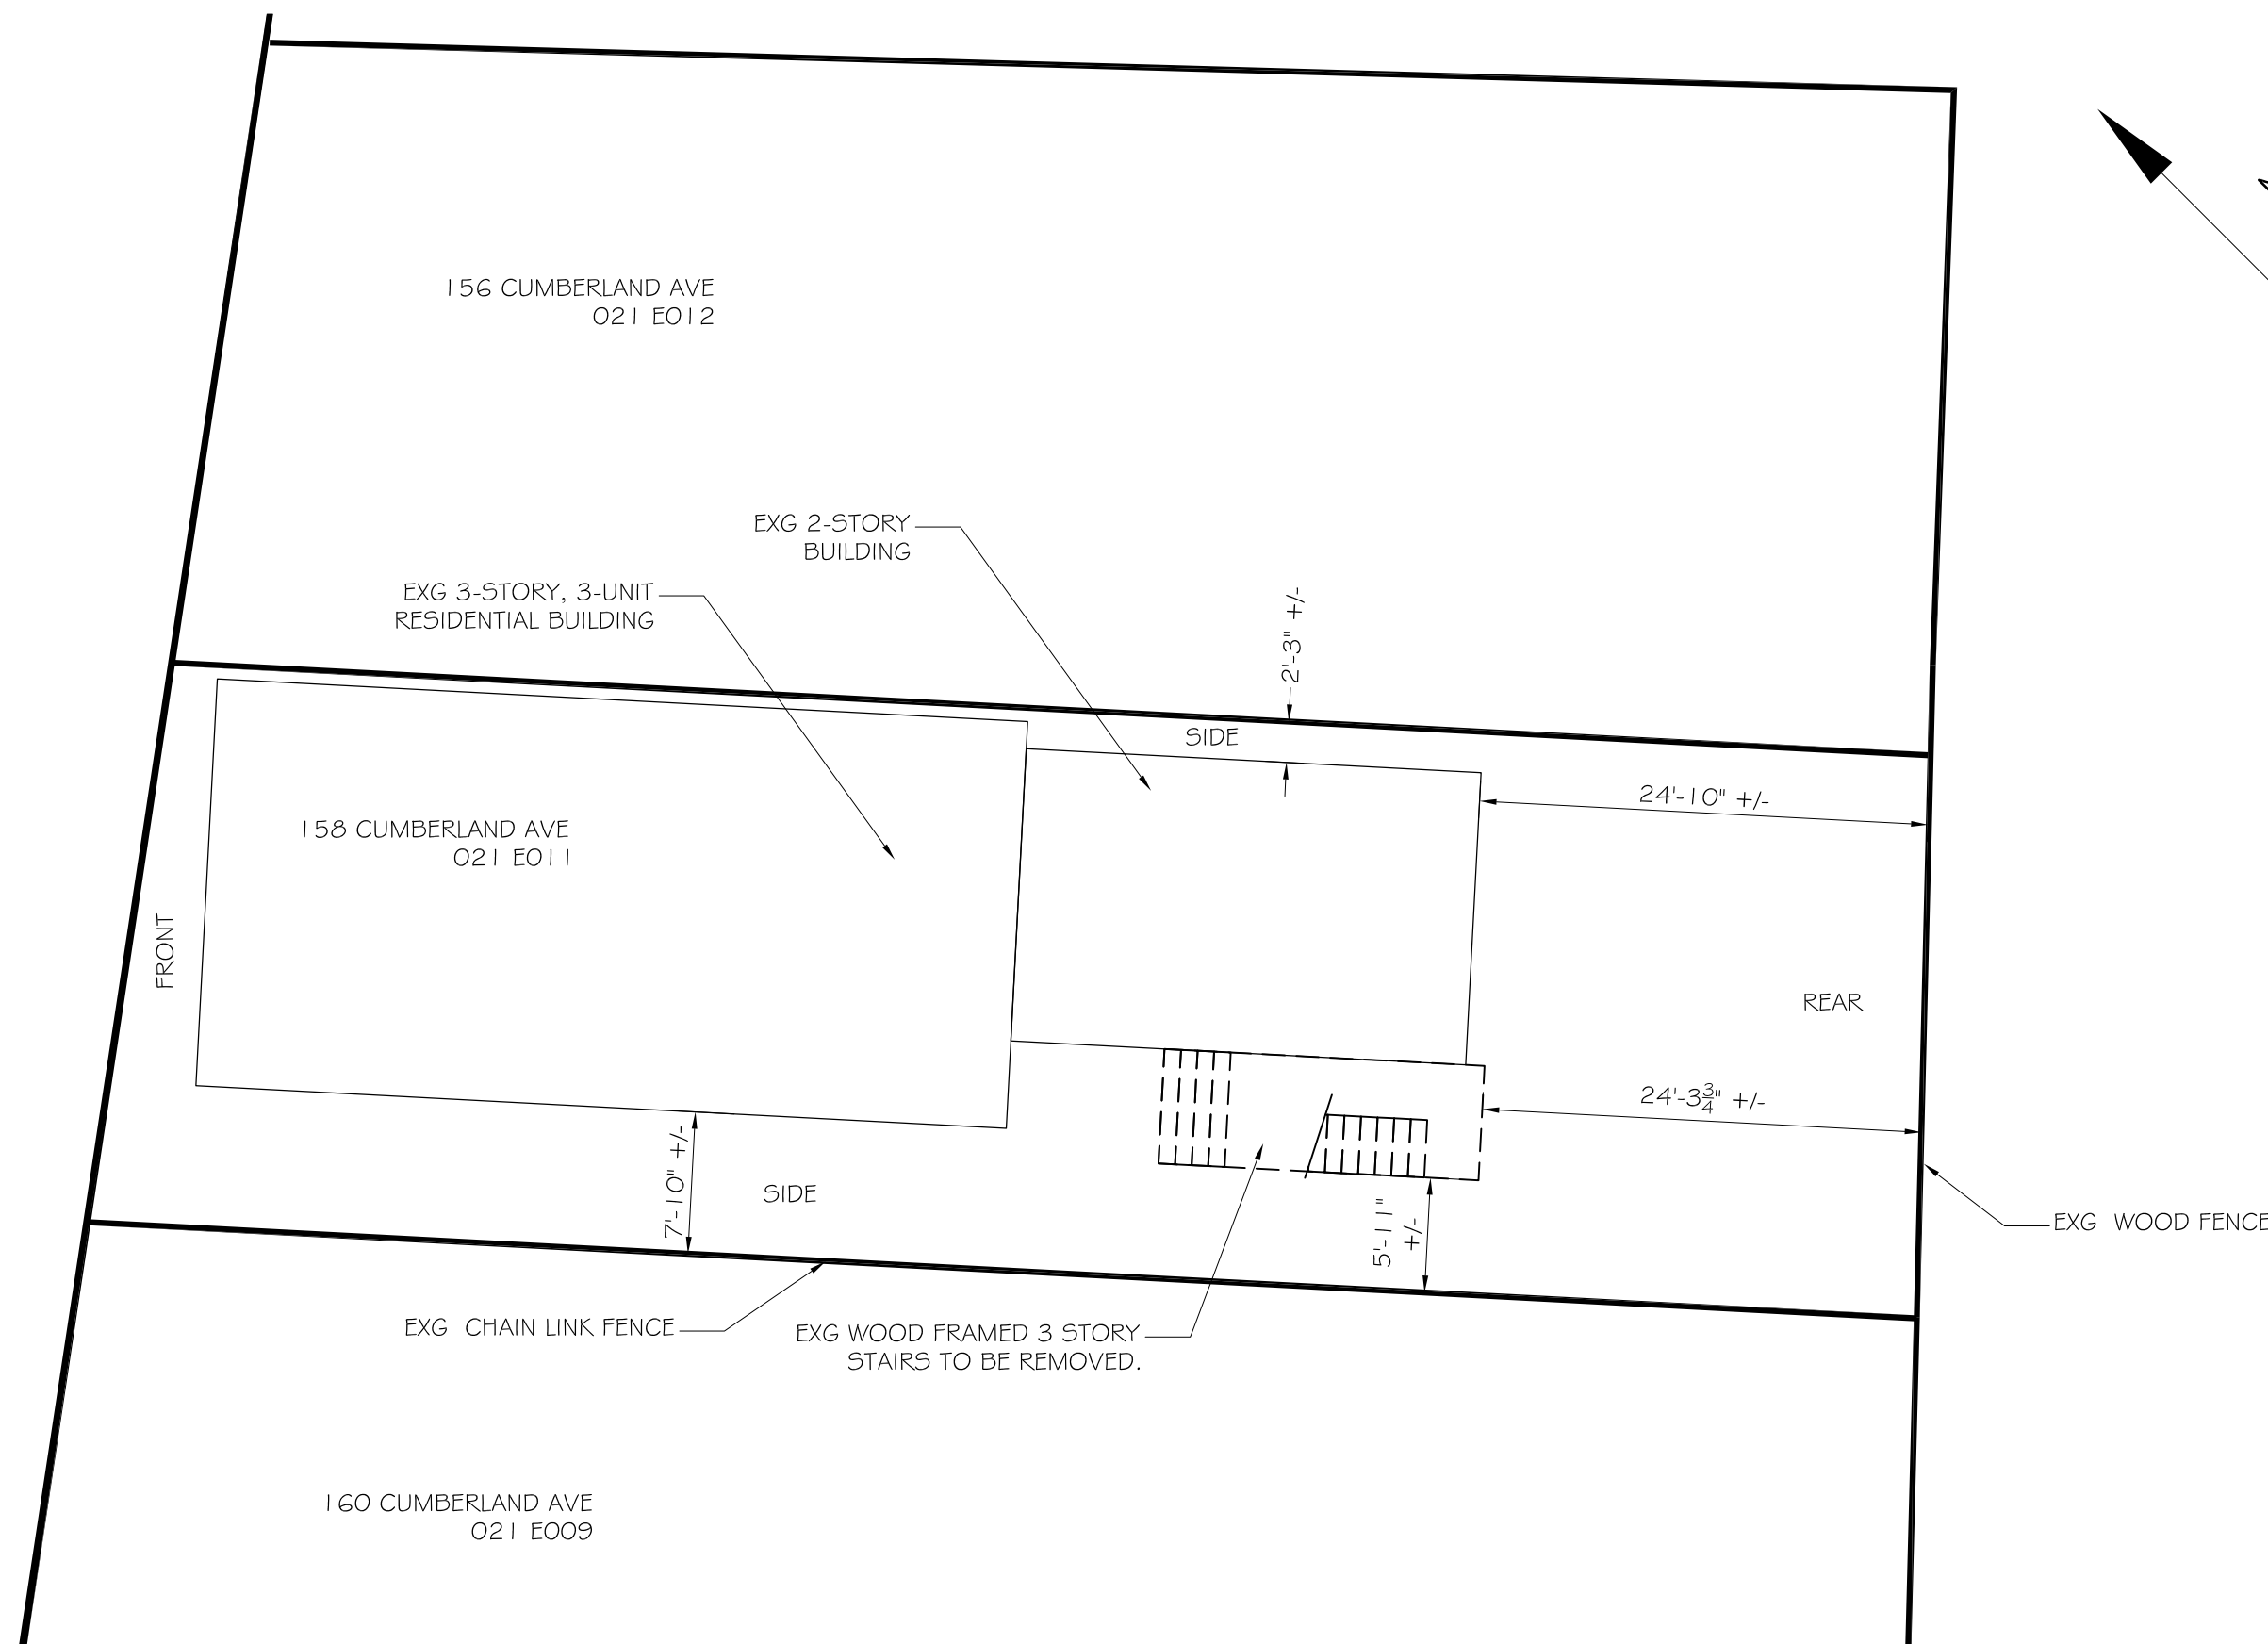 156 CUMBERLAND AVE
021 E012
EXG 2-STORY
BUILDING
EXG 3-STORY, 3-UNIT
RESIDENTIAL BUILDING
2'-3" +/-
SIDE
24'-10" +/-
158 CUMBERLAND AVE
021 E011
FRONT
REAR
24'-3¾" +/-
7'-10" +/-
SIDE
5'-11"
+/-
EXG WOOD FENCE
EXG CHAIN LINK FENCE
EXG WOOD FRAMED 3 STORY
STAIRS TO BE REMOVED.
160 CUMBERLAND AVE
021 E009